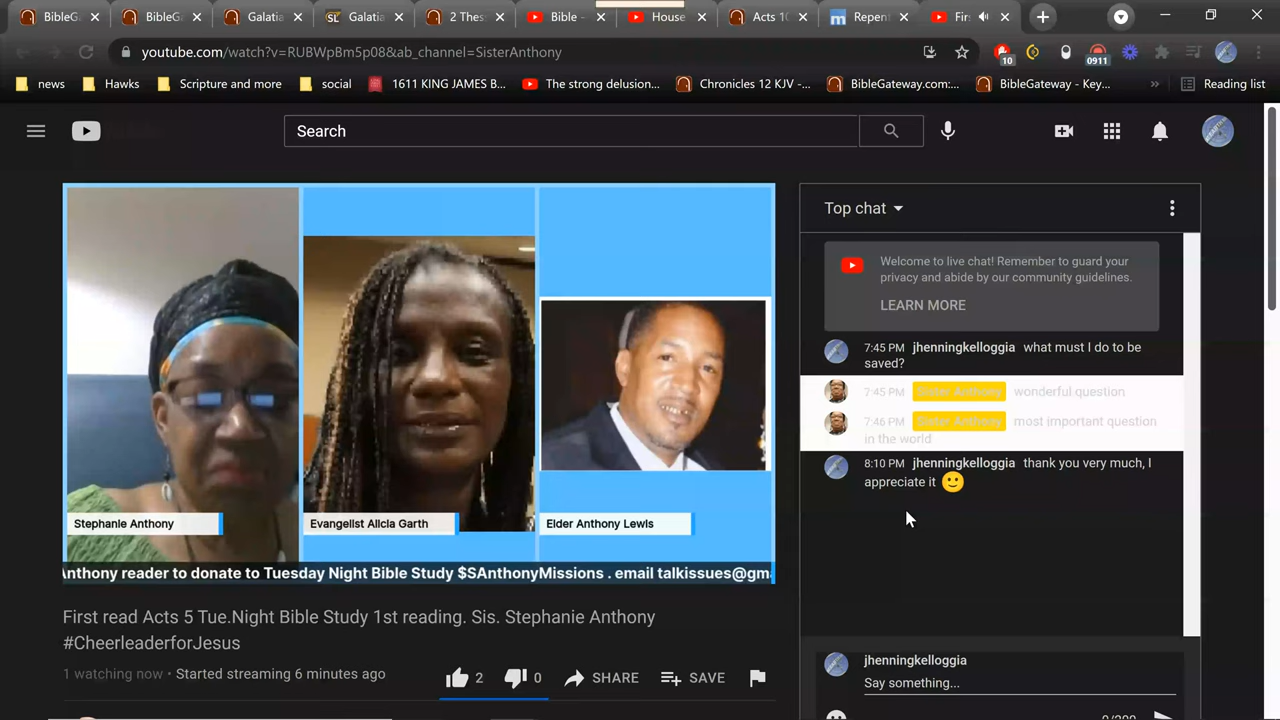 BibleG
BibleG
Galatia
Galatia
2 Thess
Bible -
House
Acts 10
Repent
Firs
youtube.com/watch?v=RUBWpBm5p08&ab_channel=SisterAnthony
10
0911
news
Hawks
Scripture and more
social
1611 KING JAMES B...
The strong delusion...
Chronicles 12 KJV -...
BibleGateway.com:...
BibleGateway - Key...
»
Reading list
Search
Top chat
Welcome to live chat! Remember to guard your
privacy and abide by our community guidelines.
LEARN MORE
7:45 PM jhenningkelloggia what must I do to be
saved?
7:45 PM Sister Anthony wonderful question
7:46 PM Sister Anthony most important question
in the world
8:10 PM jhenningkelloggia thank you very much, I
appreciate it
Stephanie Anthony
Evangelist Alicia Garth
Elder Anthony Lewis
Anthony reader to donate to Tuesday Night Bible Study $SAnthonyMissions . email talkissues@gm
First read Acts 5 Tue.Night Bible Study 1st reading. Sis. Stephanie Anthony
#CheerleaderforJesus
1 watching now • Started streaming 6 minutes ago
2
0
SHARE
SAVE
jhenningkelloggia
Say something...
0/200